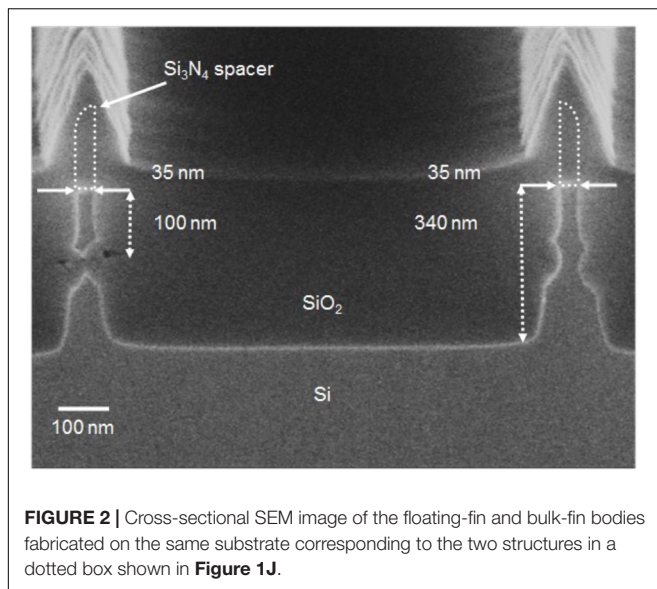 Si₃N₄ spacer
35 nm
35 nm
100 nm
340 nm
SiO₂
Si
100 nm
FIGURE 2 | Cross-sectional SEM image of the floating-fin and bulk-fin bodies
fabricated on the same substrate corresponding to the two structures in a
dotted box shown in Figure 1J.